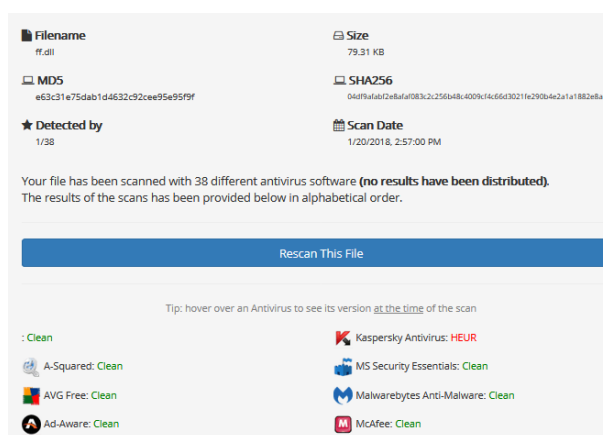 Filename
ff.dll
Size
79.31 KB
MD5
e63c31e75dab1d4632c92cee95e95f9f
SHA256
04df9afabf2e8afaf083c2c256b48c4009cf4c66d3021fe290b4e2a1a1882e8a
Detected by
1/38
Scan Date
1/20/2018, 2:57:00 PM
Your file has been scanned with 38 different antivirus software (no results have been distributed).
The results of the scans has been provided below in alphabetical order.
Rescan This File
Tip: hover over an Antivirus to see its version at the time of the scan
: Clean
Kaspersky Antivirus: HEUR
A-Squared: Clean
MS Security Essentials: Clean
AVG Free: Clean
Malwarebytes Anti-Malware: Clean
Ad-Aware: Clean
McAfee: Clean